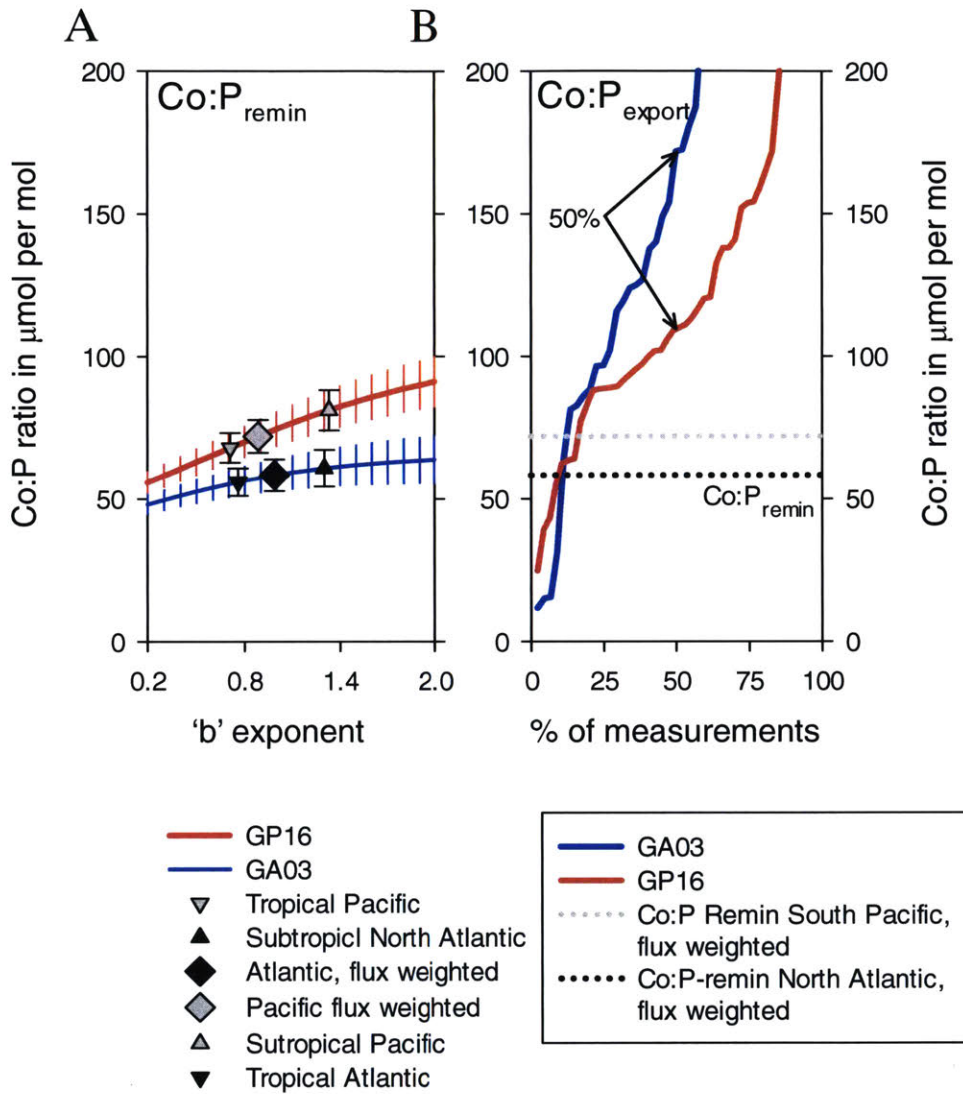 A
B
200
150
100
50
0
Co:P ratio in µmol per mol
Co:Premin
0.2
0.8
1.4
2.0
'b' exponent
Co:Pexport
50%
Co:Premin
0
25
50
75
100
% of measurements
200
150
100
50
0
Co:P ratio in µmol per mol
GP16
GA03
Tropical Pacific
Subtropicl North Atlantic
Atlantic, flux weighted
Pacific flux weighted
Sutropical Pacific
Tropical Atlantic
GA03
GP16
Co:P Remin South Pacific,
flux weighted
Co:P-remin North Atlantic,
flux weighted